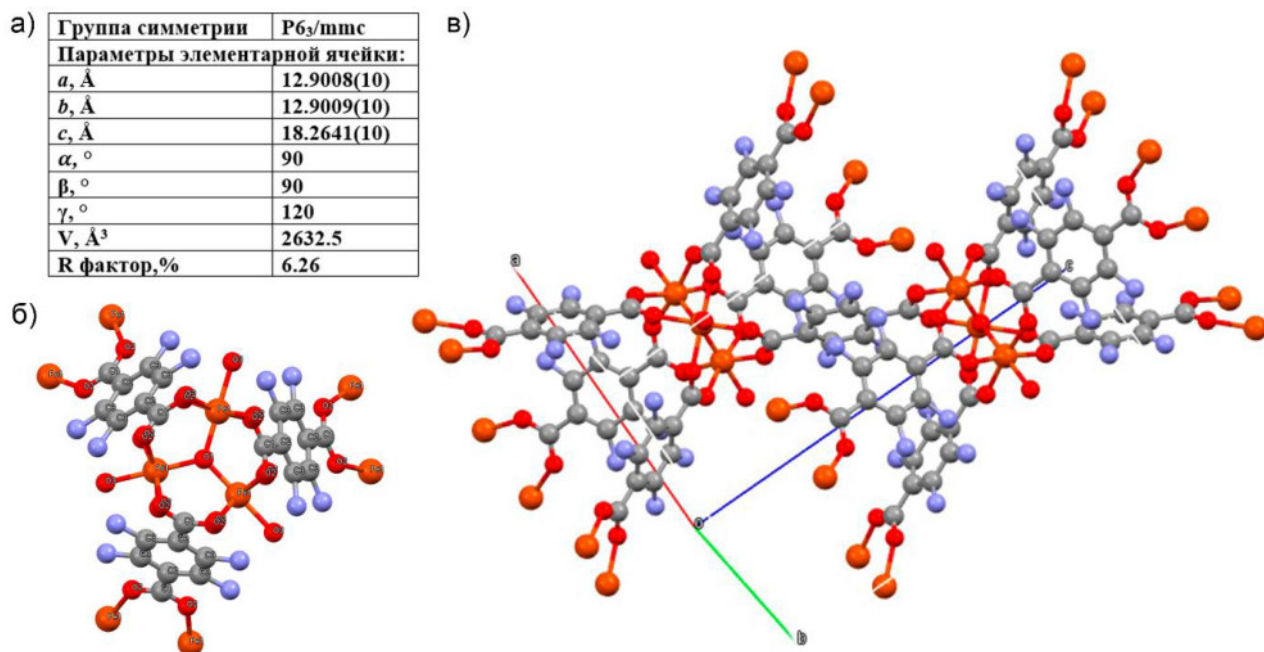 а)
Группа симметрии P6₃/mmc
Параметры элементарной ячейки:
a, Å 12.9008(10)
b, Å 12.9009(10)
c, Å 18.2641(10)
α, ° 90
β, ° 90
γ, ° 120
V, Å³ 2632.5
R фактор,% 6.26
б)
в)
a
c
o
b